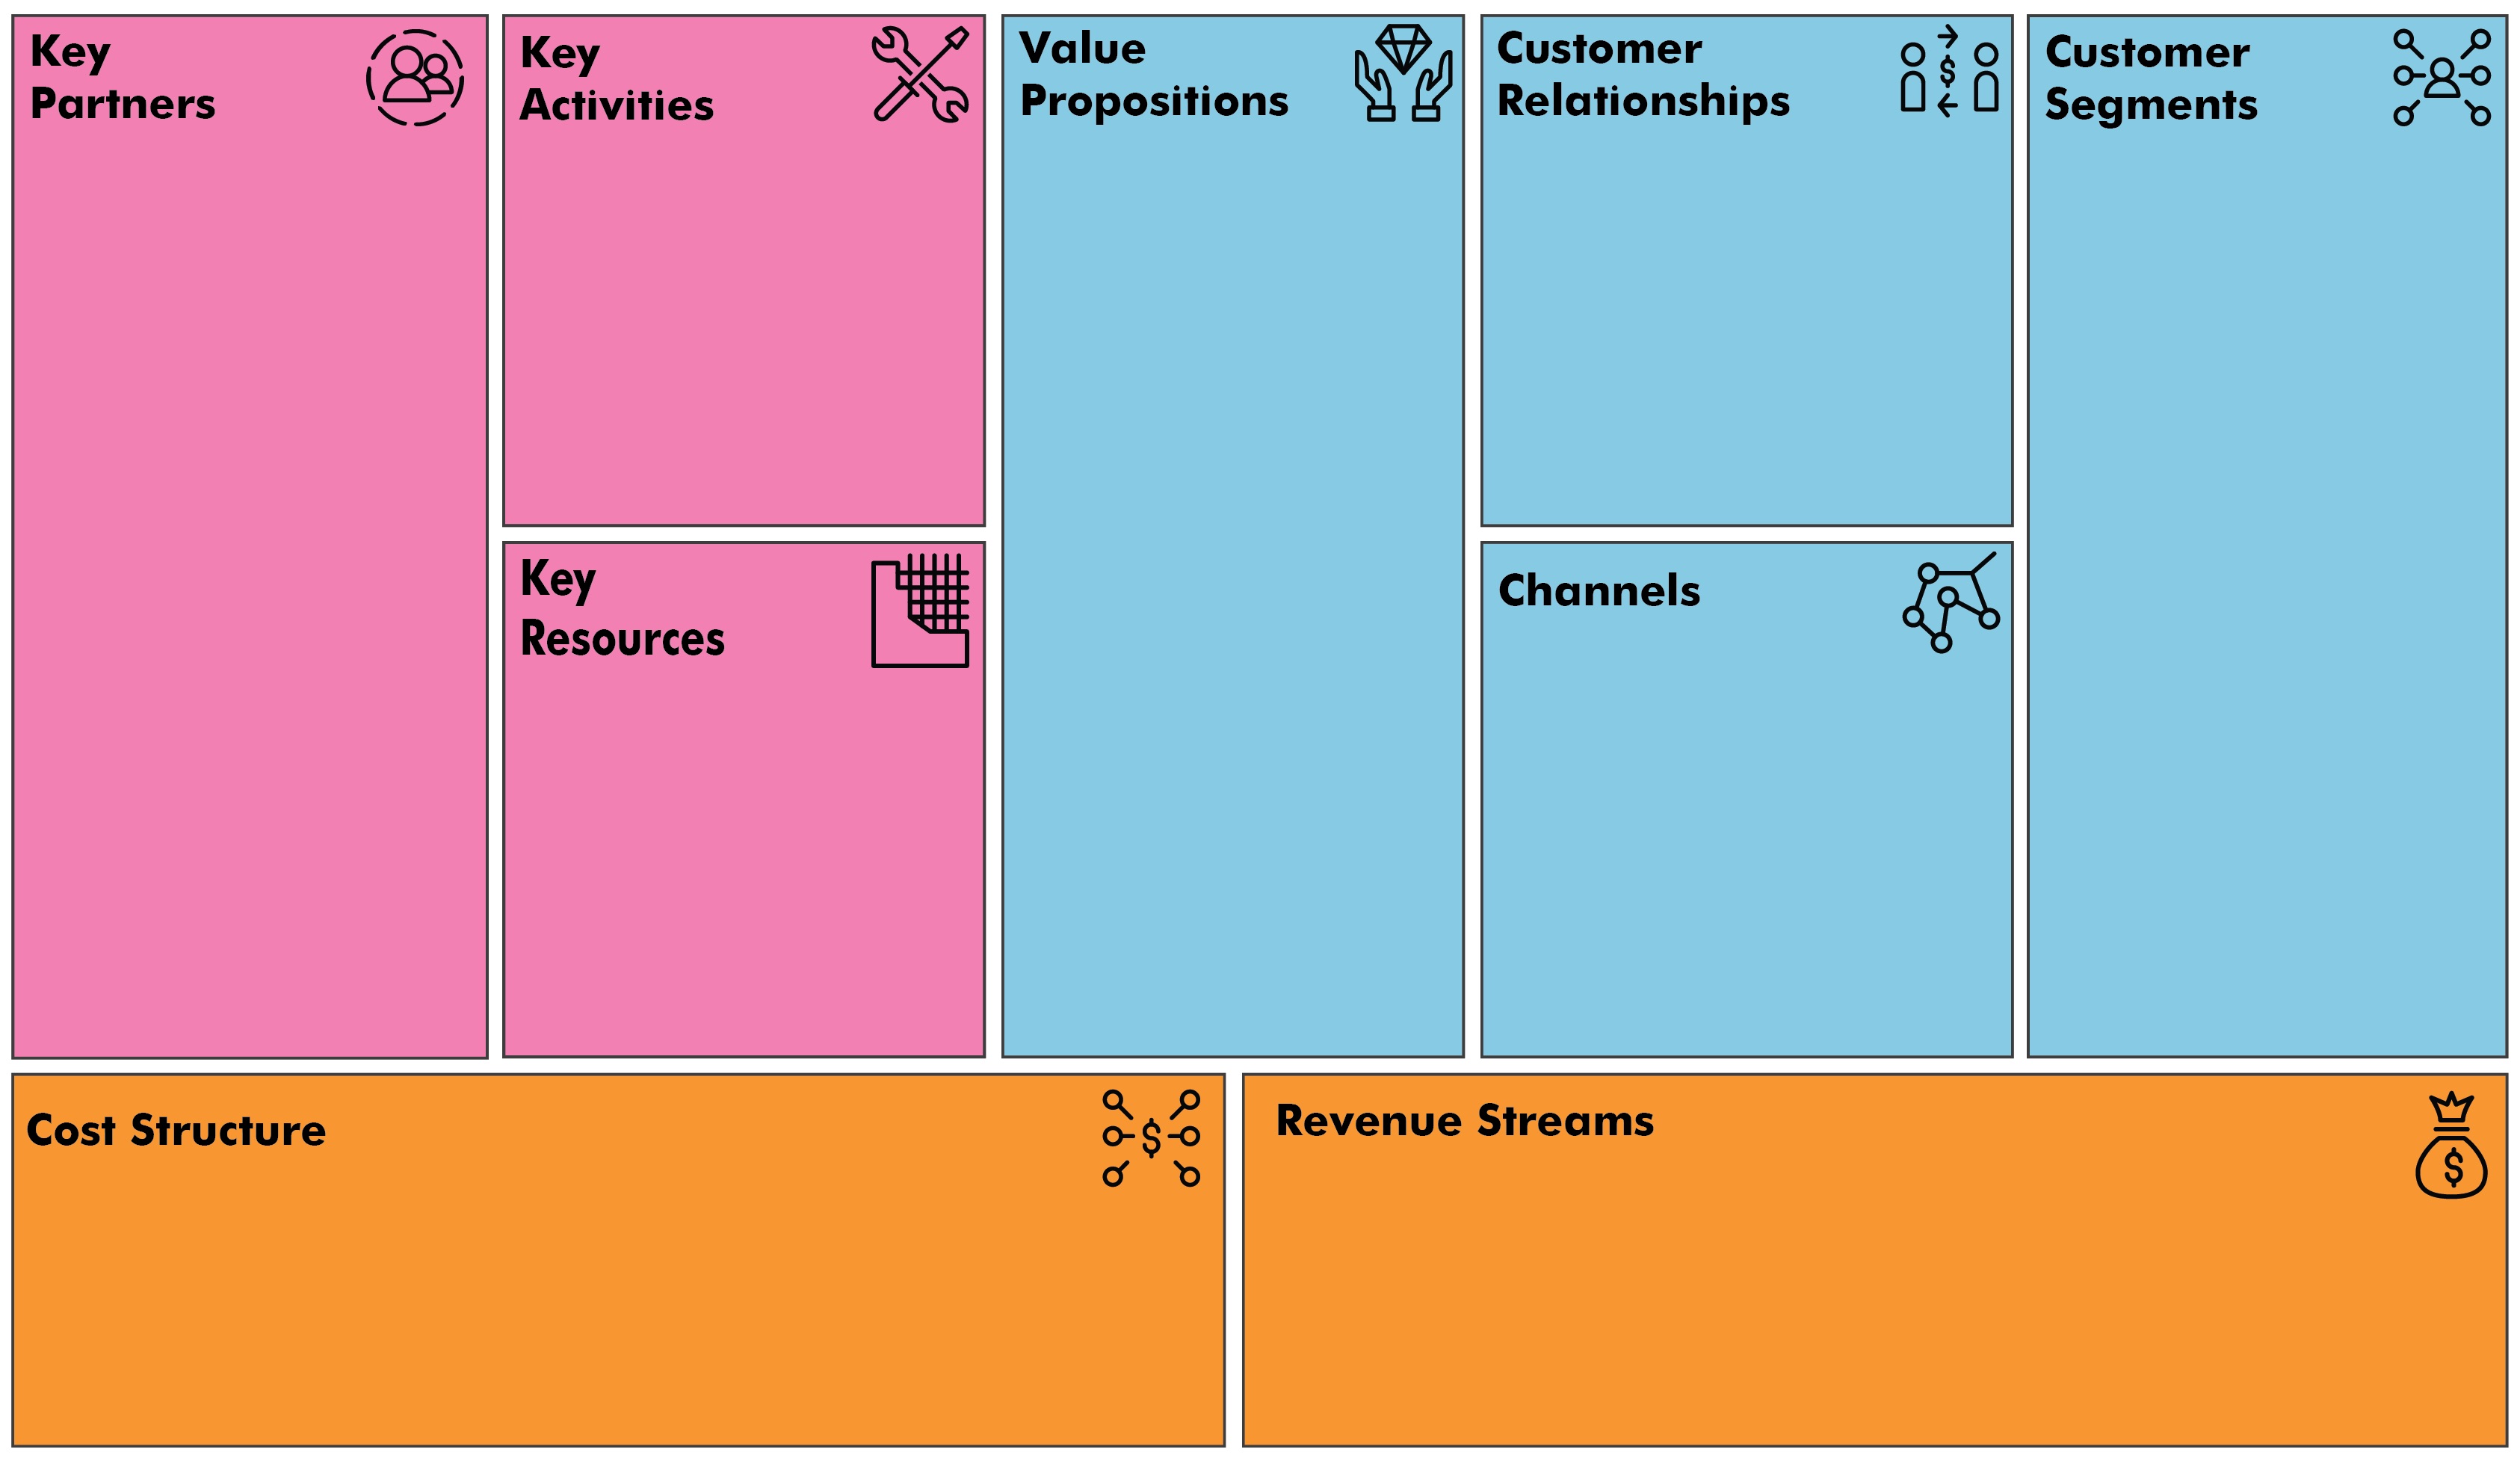 Key
Partners
Key
Activities
Key
Resources
Value
Propositions
Customer
Relationships
Channels
Customer
Segments
Cost Structure
$
Revenue Streams
$